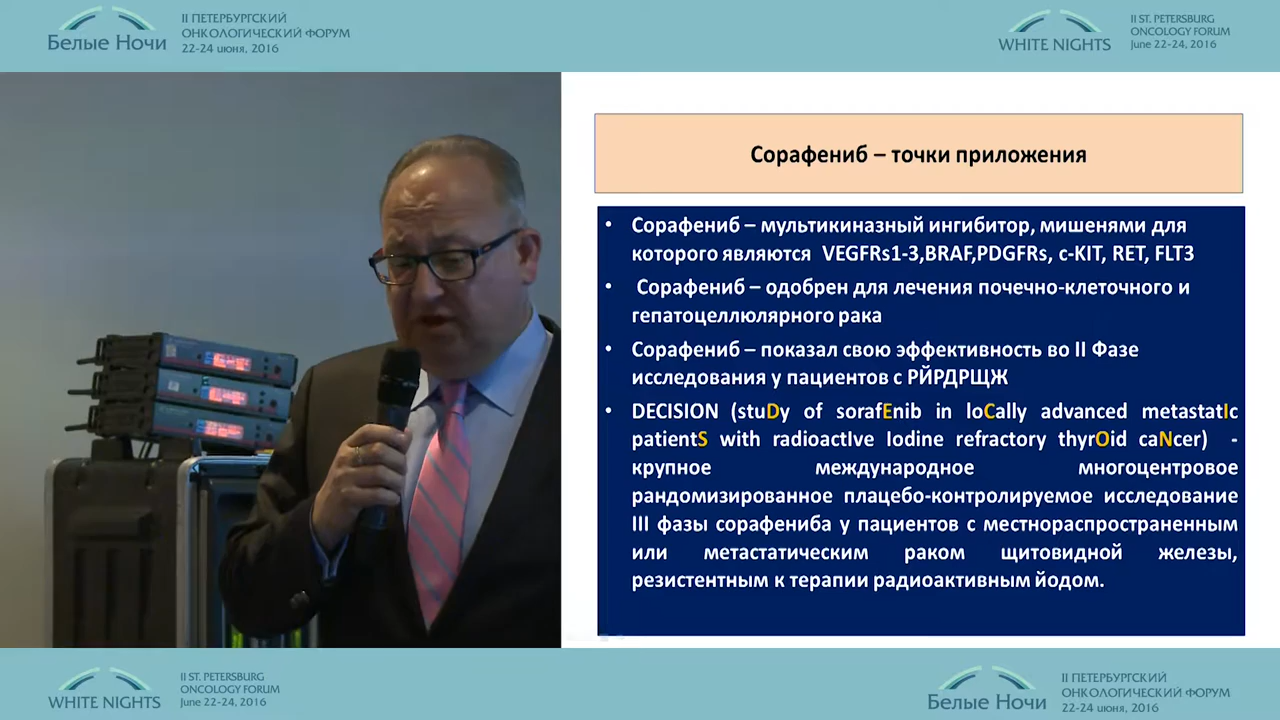 Белые Ночи
II ПЕТЕРБУРГСКИЙ
ОНКОЛОГИЧЕСКИЙ ФОРУМ
22-24 июня, 2016
WHITE NIGHTS
II ST. PETERSBURG
ONCOLOGY FORUM
June 22-24, 2016
Сорафениб – точки приложения
• Сорафениб – мультикиназный ингибитор, мишенями для
которого являются VEGFRs1-3,BRAF,PDGFRs, c-KIT, RET, FLT3
• Сорафениб – одобрен для лечения почечно-клеточного и
гепатоцеллюлярного рака
• Сорафениб – показал свою эффективность во II Фазе
исследования у пациентов с РЙРДРЩЖ
• DECISION (stuDy of sorafEnib in loCally advanced metastatIc
patientS with radioactIve Iodine refractory thyrOid caNcer) -
крупное международное многоцентровое
рандомизированное плацебо-контролируемое исследование
III фазы сорафениба у пациентов с местнораспространенным
или метастатическим раком щитовидной железы,
резистентным к терапии радиоактивным йодом.
WHITE NIGHTS
II ST. PETERSBURG
ONCOLOGY FORUM
June 22-24, 2016
Белые Ночи
II ПЕТЕРБУРГСКИЙ
ОНКОЛОГИЧЕСКИЙ ФОРУМ
22-24 июня, 2016